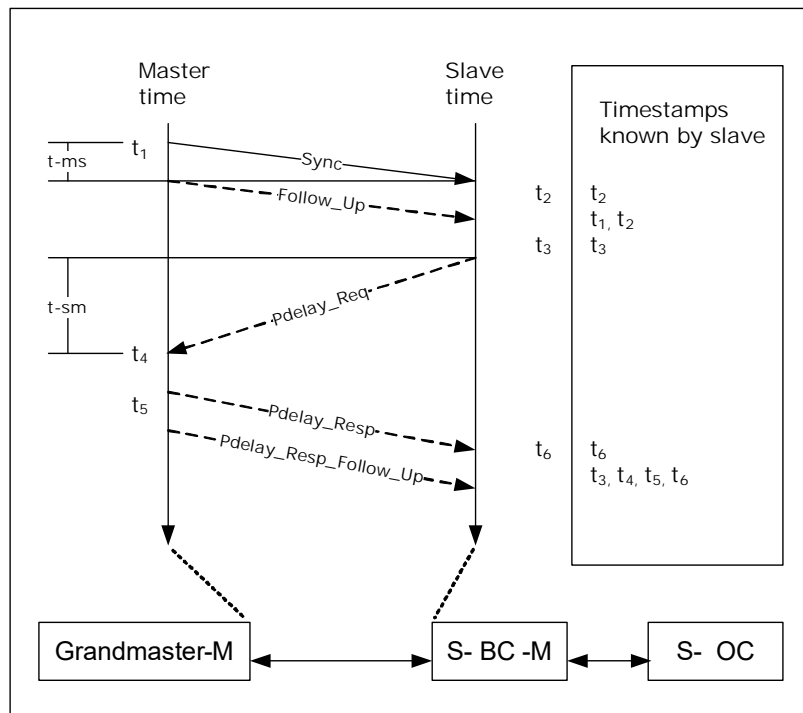 Master
time
Slave
time
Timestamps
known by slave
t-ms
t₁
Sync
Follow_Up
t₂
t₂
t₁, t₂
t₃
t₃
t-sm
Pdelay_Req
t₄
t₅
Pdelay_Resp
Pdelay_Resp_Follow_Up
t₆
t₆
t₃, t₄, t₅, t₆
Grandmaster-M
S- BC -M
S- OC